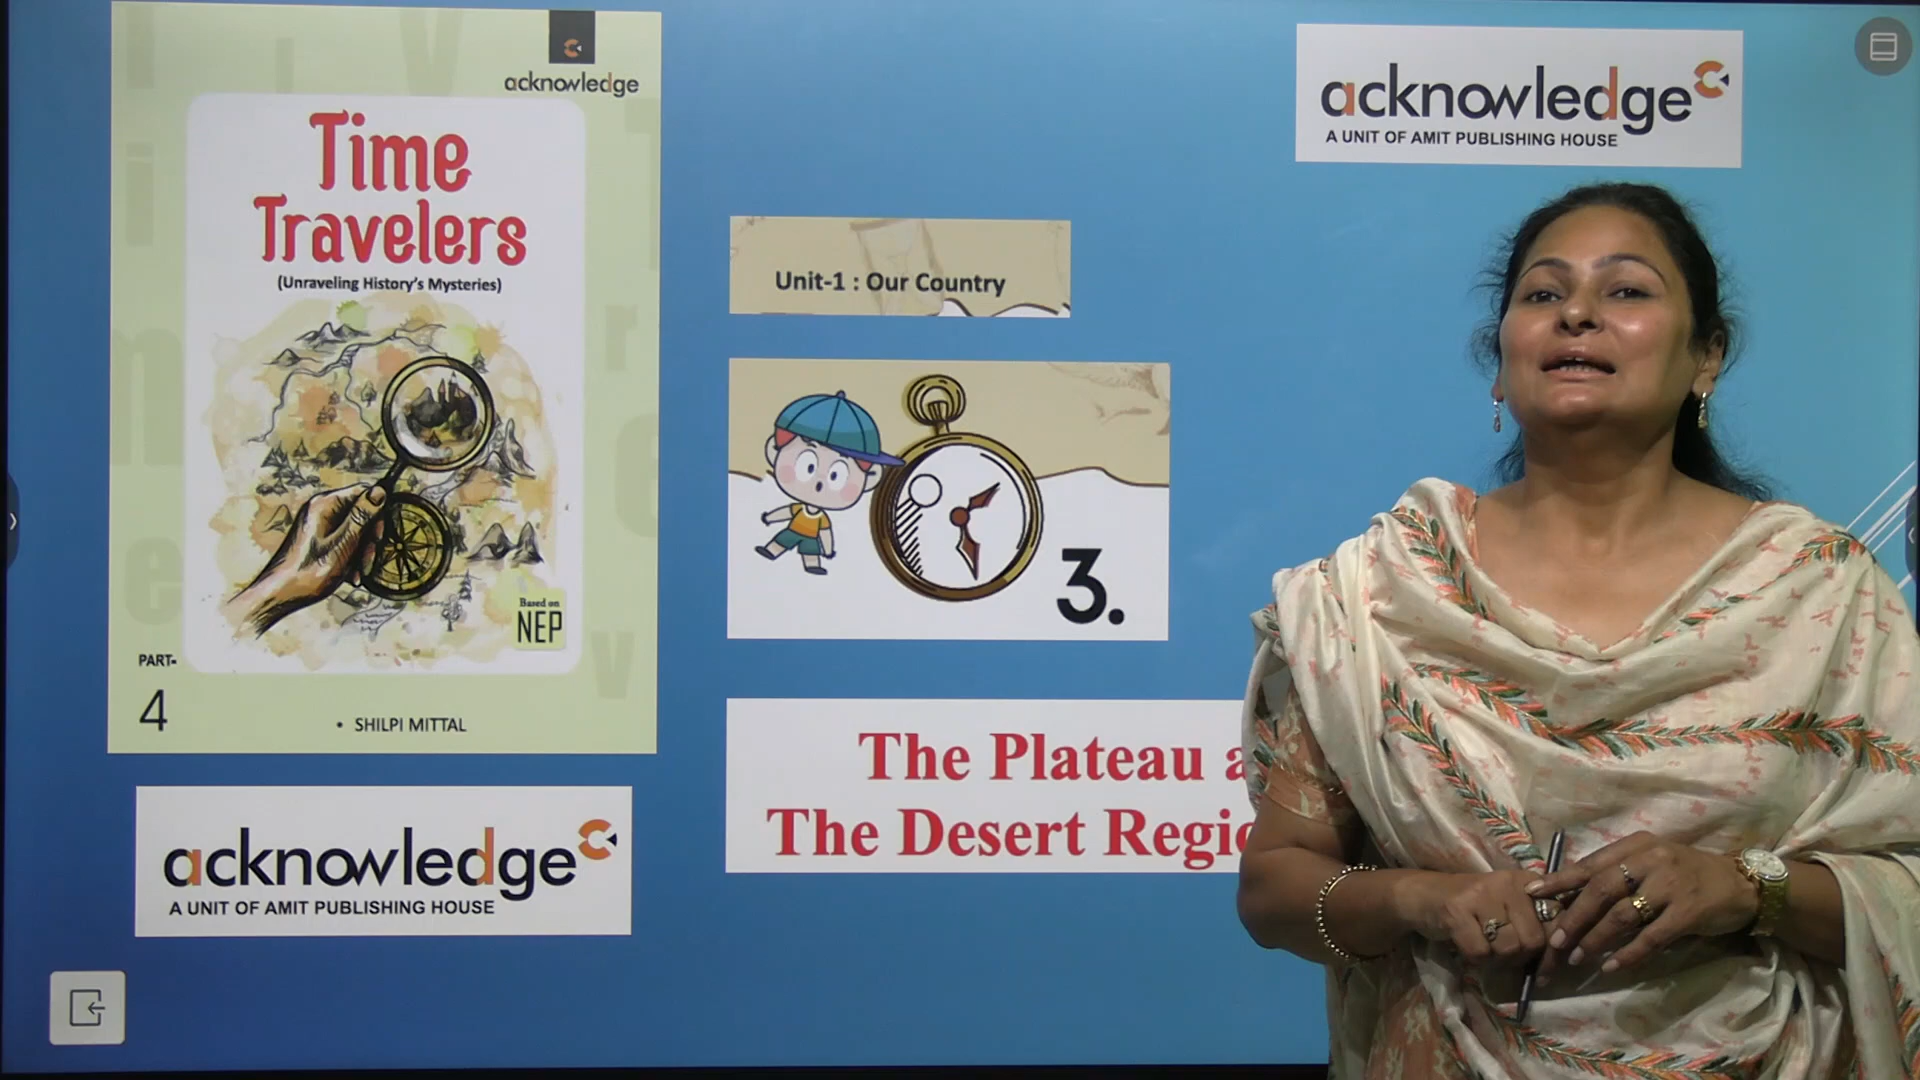 acknowledge
Time
Travelers
(Unraveling History's Mysteries)
Based on
NEP
PART-
4
• SHILPI MITTAL
acknowledge
A UNIT OF AMIT PUBLISHING HOUSE
Unit-1 : Our Country
3.
The Plateau a
The Desert Regio
acknowledge
A UNIT OF AMIT PUBLISHING HOUSE